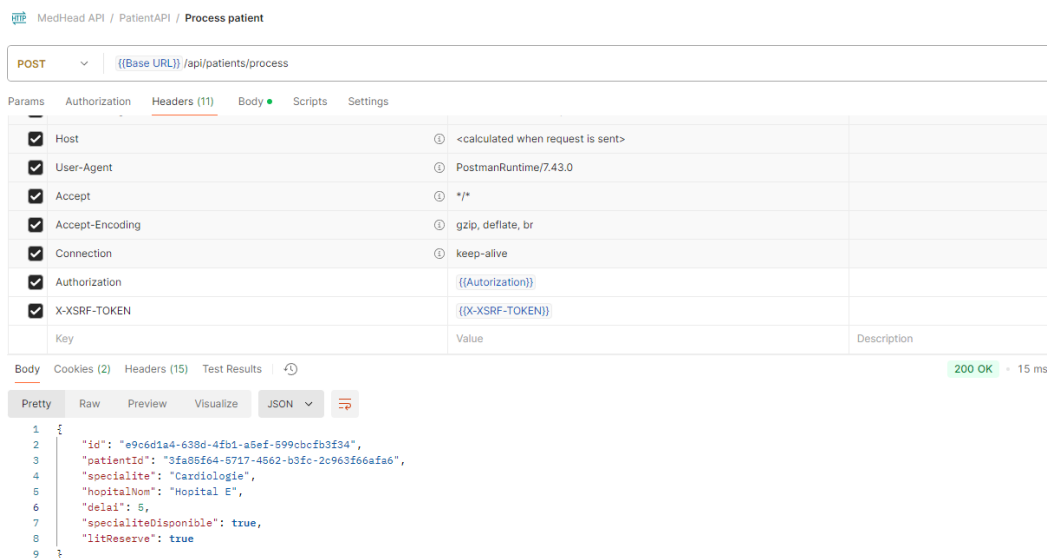 HTTP MedHead API / PatientAPI / Process patient
POST {{Base URL}} /api/patients/process
Params Authorization Headers (11) Body Scripts Settings
Host <calculated when request is sent>
User-Agent PostmanRuntime/7.43.0
Accept */*
Accept-Encoding gzip, deflate, br
Connection keep-alive
Authorization {{Autorization}}
X-XSRF-TOKEN {{X-XSRF-TOKEN}}
Key Value Description
Body Cookies (2) Headers (15) Test Results 200 OK • 15 ms
Pretty Raw Preview Visualize JSON
1 {
2 "id": "e9c6d1a4-638d-4fb1-a5ef-599cbcfb3f34",
3 "patientId": "3fa85f64-5717-4562-b3fc-2c963f66afa6",
4 "specialite": "Cardiologie",
5 "hopitalNom": "Hopital E",
6 "delai": 5,
7 "specialiteDisponible": true,
8 "litReserve": true
9 }